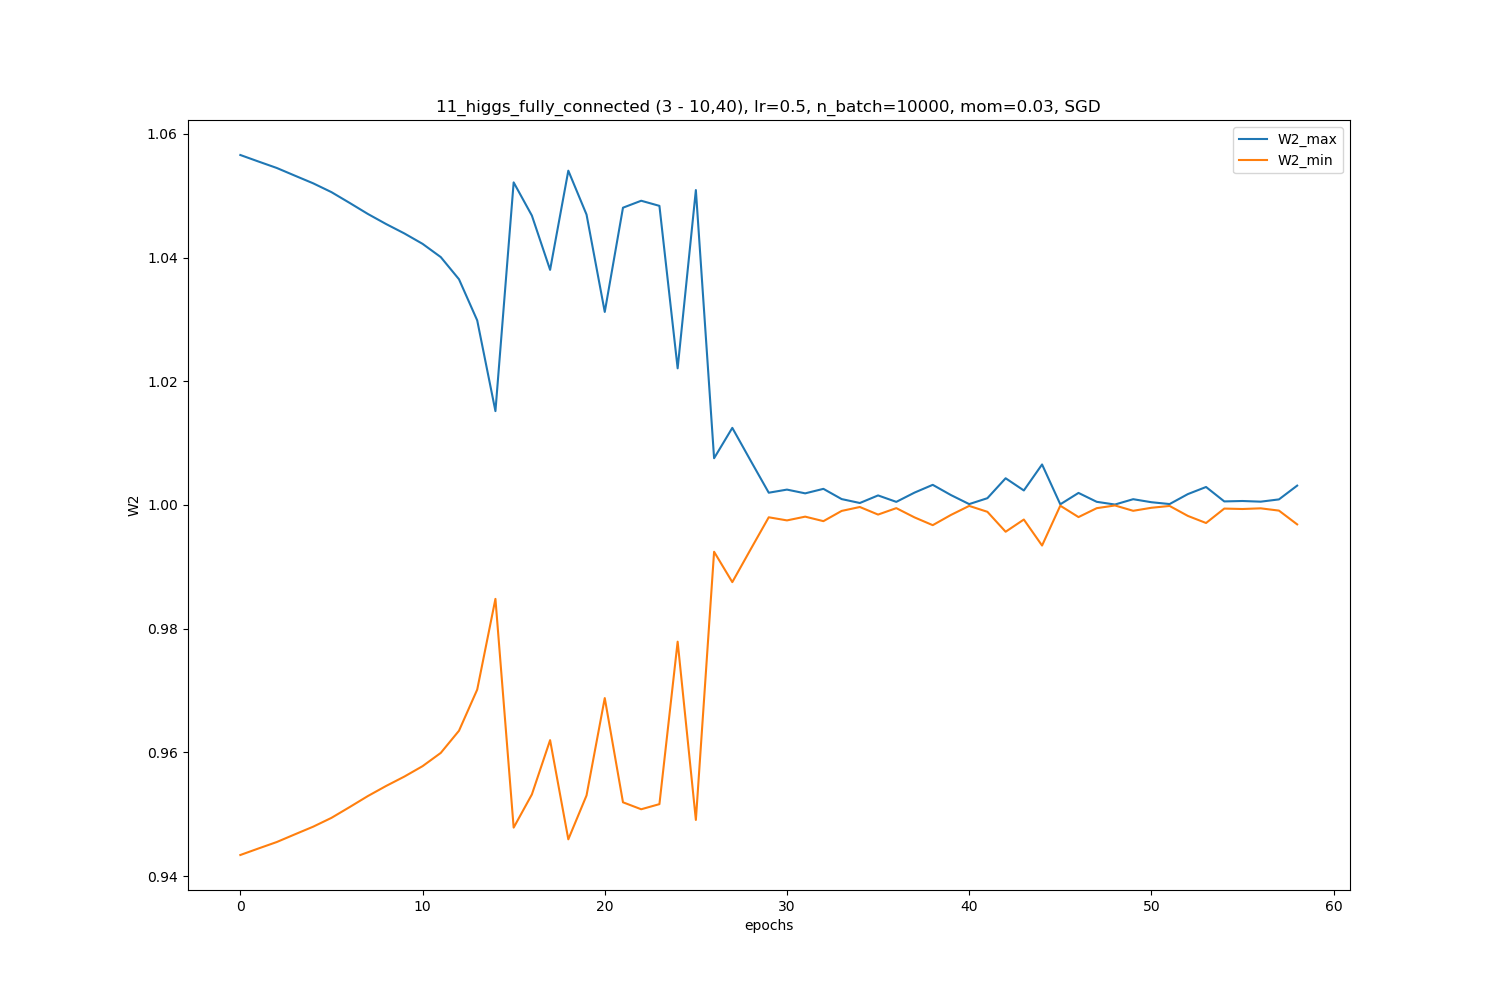 11_higgs_fully_connected (3 - 10,40), lr=0.5, n_batch=10000, mom=0.03, SGD
W2_max
W2_min
1.06
1.04
1.02
1.00
0.98
0.96
0.94
W2
0
10
20
30
40
50
60
epochs